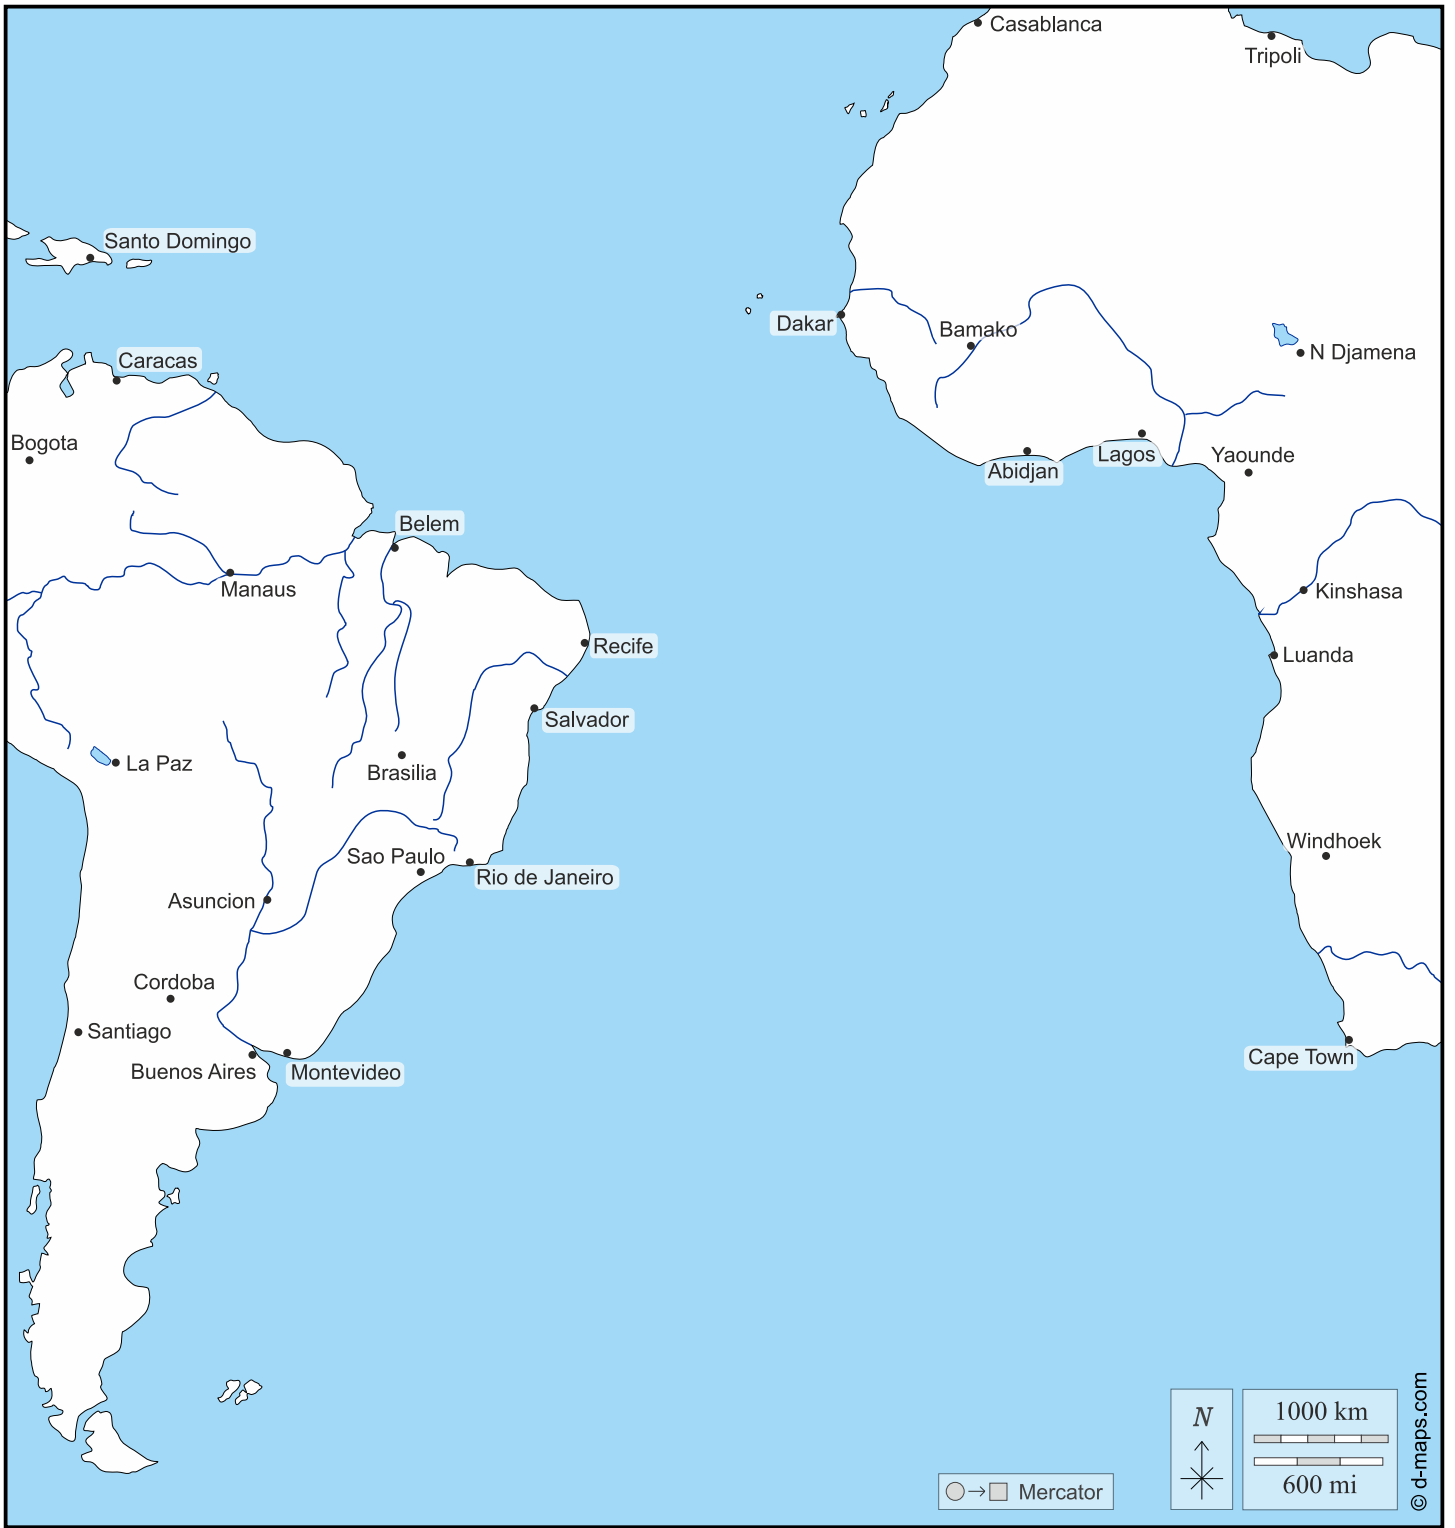 Casablanca
Tripoli
Santo Domingo
Dakar
Bamako
N Djamena
Caracas
Bogota
Lagos
Yaounde
Abidjan
Belem
Manaus
Kinshasa
Recife
Luanda
Salvador
La Paz
Brasilia
Windhoek
Sao Paulo
Rio de Janeiro
Asuncion
Cordoba
Santiago
Buenos Aires
Montevideo
Cape Town
N
1000 km
600 mi
Mercator
© d-maps.com